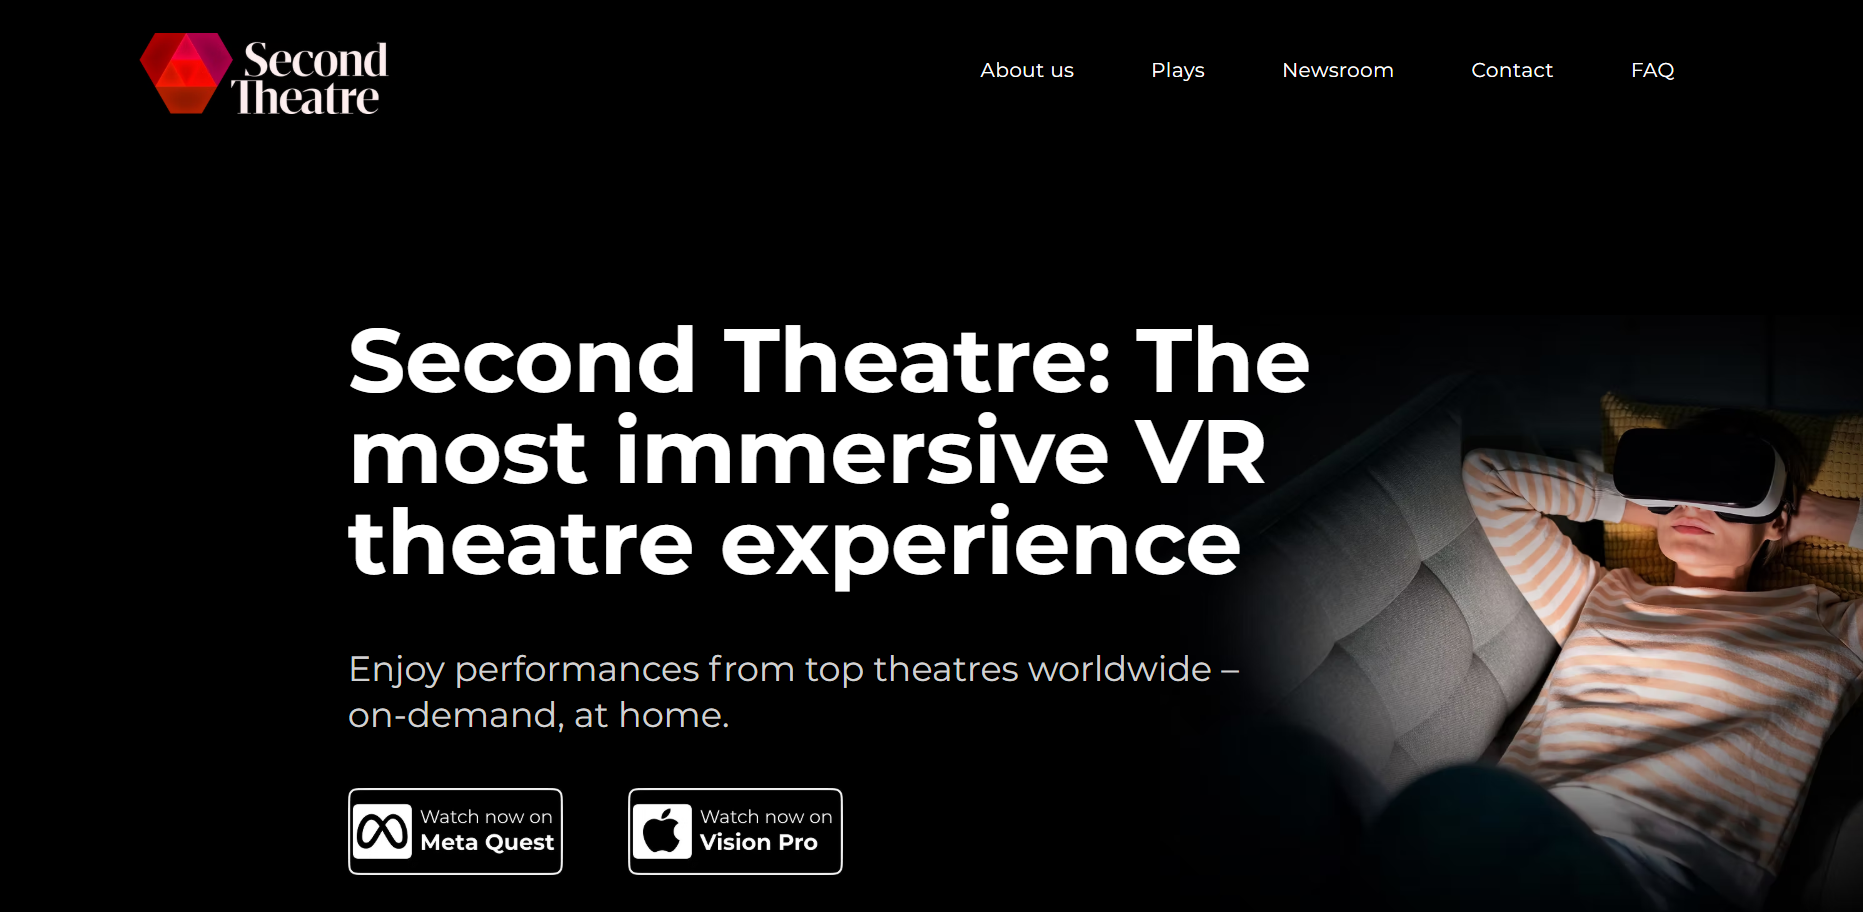 Second
Theatre
About us
Plays
Newsroom
Contact
FAQ
Second Theatre: The
most immersive VR
theatre experience
Enjoy performances from top theatres worldwide –
on-demand, at home.
Watch now on
Meta Quest
Watch now on
Vision Pro